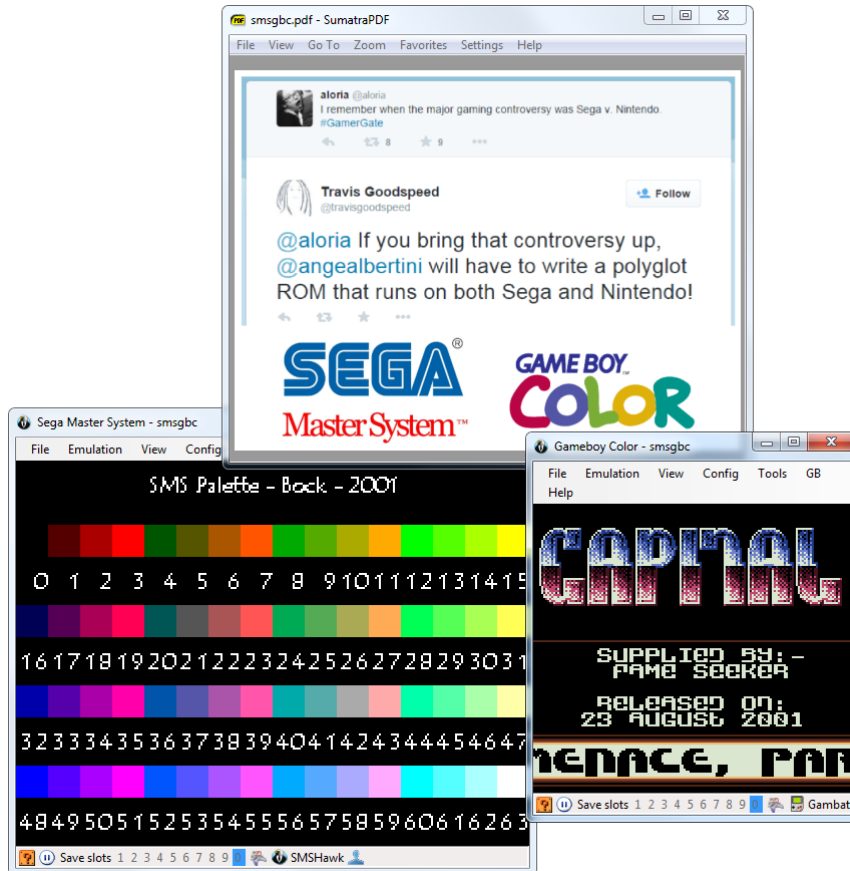 smsgbc.pdf - SumatraPDF
File View Go To Zoom Favorites Settings Help
aloria @aloria
I remember when the major gaming controversy was Sega v. Nintendo.
#GamerGate
8 9
Travis Goodspeed
@travisgoodspeed
Follow
@aloria If you bring that controversy up,
@angealbertini will have to write a polyglot
ROM that runs on both Sega and Nintendo!
SEGA®
Master System™
GAME BOY™
COLOR
Sega Master System - smsgbc
File Emulation View Config
SMS Palette - Bock - 2001
0 1 2 3 4 5 6 7 8 9 10 11 12 13 14 15
16 17 18 19 20 21 22 23 24 25 26 27 28 29 30 31
32 33 34 35 36 37 38 39 40 41 42 43 44 45 46 47
48 49 50 51 52 53 54 55 56 57 58 59 60 61 62 63
Save slots 1 2 3 4 5 6 7 8 9 0 SMSHawk
Gameboy Color - smsgbc
File Emulation View Config Tools GB
Help
CAPITAL
SUPPLIED BY:-
FAME SEEKER
RELEASED ON:
23 AUGUST 2001
MENACE, PAR
Save slots 1 2 3 4 5 6 7 8 9 0 Gambat